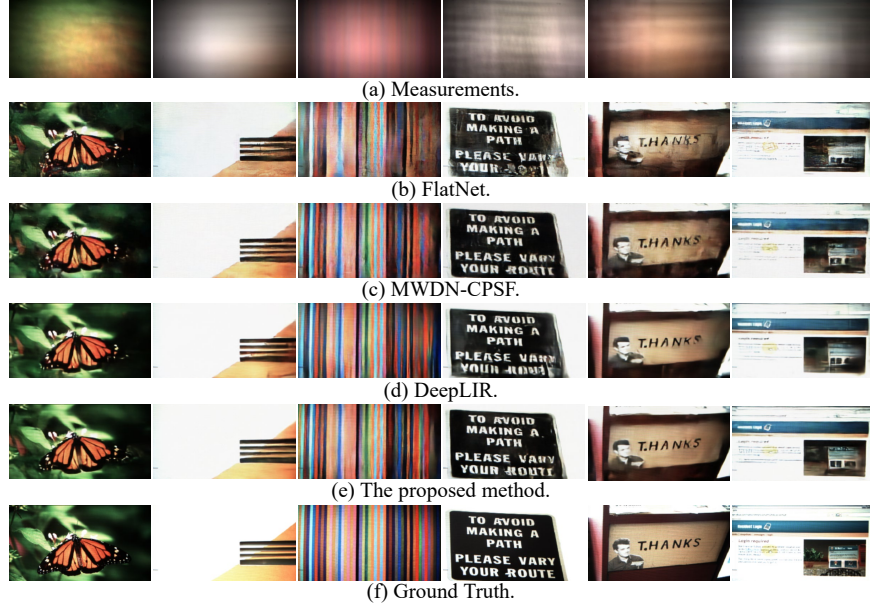 (a) Measurements.
TO AVOID
MAKING A
PATH
PLEASE VARY
YOUR
T.HANKS
(b) FlatNet.
TO AVOID
MAKING A
PATH
PLEASE VARY
YOUR ROUTE
T.HANKS
(c) MWDN-CPSF.
TO AVOID
MAKING A
PATH
PLEASE VARY
YOUR
T.HANKS
(d) DeepLIR.
TO AVOID
MAKING A
PATH
PLEASE VARY
YOUR ROUTE
T.HANKS
(e) The proposed method.
TO AVOID
MAKING A
PATH
PLEASE VARY
YOUR ROUTE
T.HANKS
(f) Ground Truth.